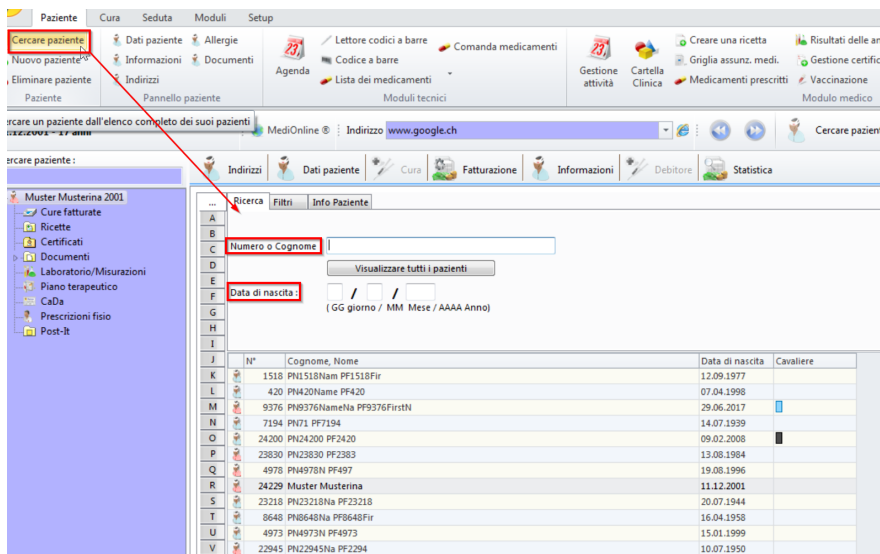 Paziente Cura Seduta Moduli Setup
Cercare paziente Dati paziente Allergie Lettore codici a barre Comanda medicamenti Creare una ricetta Risultati delle an
Nuovo paziente Informazioni Documenti Codice a barre Griglia assunz. medi. Gestione certific
Eliminare paziente Indirizzi Agenda Lista dei medicamenti Gestione attività Cartella Clinica Medicamenti prescritti Vaccinazione
Paziente Pannello paziente Moduli tecnici Modulo medico
ercare un paziente dall'elenco completo dei suoi pazienti
.12.2001 - 17 anni MediOnline ® Indirizzo www.google.ch Cercare pazient
ercare paziente :
Indirizzi Dati paziente Cura Fatturazione Informazioni Debitore Statistica
Muster Musterina 2001
Cure fatturate
Ricette
Certificati
Documenti
Laboratorio/Misurazioni
Piano terapeutico
CaDa
Prescrizioni fisio
Post-It
... Ricerca Filtri Info Paziente
A
B
C Numero o Cognome
D Visualizzare tutti i pazienti
E
F Data di nascita : / /
G ( GG giorno / MM Mese / AAAA Anno)
H
I
J N° Cognome, Nome Data di nascita Cavaliere
K 1518 PN1518Nam PF1518Fir 12.09.1977
L 420 PN420Name PF420 07.04.1998
M 9376 PN9376NameNa PF9376FirstN 29.06.2017
N 7194 PN71 PF7194 14.07.1939
O 24200 PN24200 PF2420 09.02.2008
P 23830 PN23830 PF2383 13.08.1984
Q 4978 PN4978N PF497 19.08.1996
R 24229 Muster Musterina 11.12.2001
S 23218 PN23218Na PF23218 20.07.1944
T 8648 PN8648Na PF8648Fir 16.04.1958
U 4973 PN4973N PF4973 15.01.1999
V 22945 PN22945Na PF2294 10.07.1950